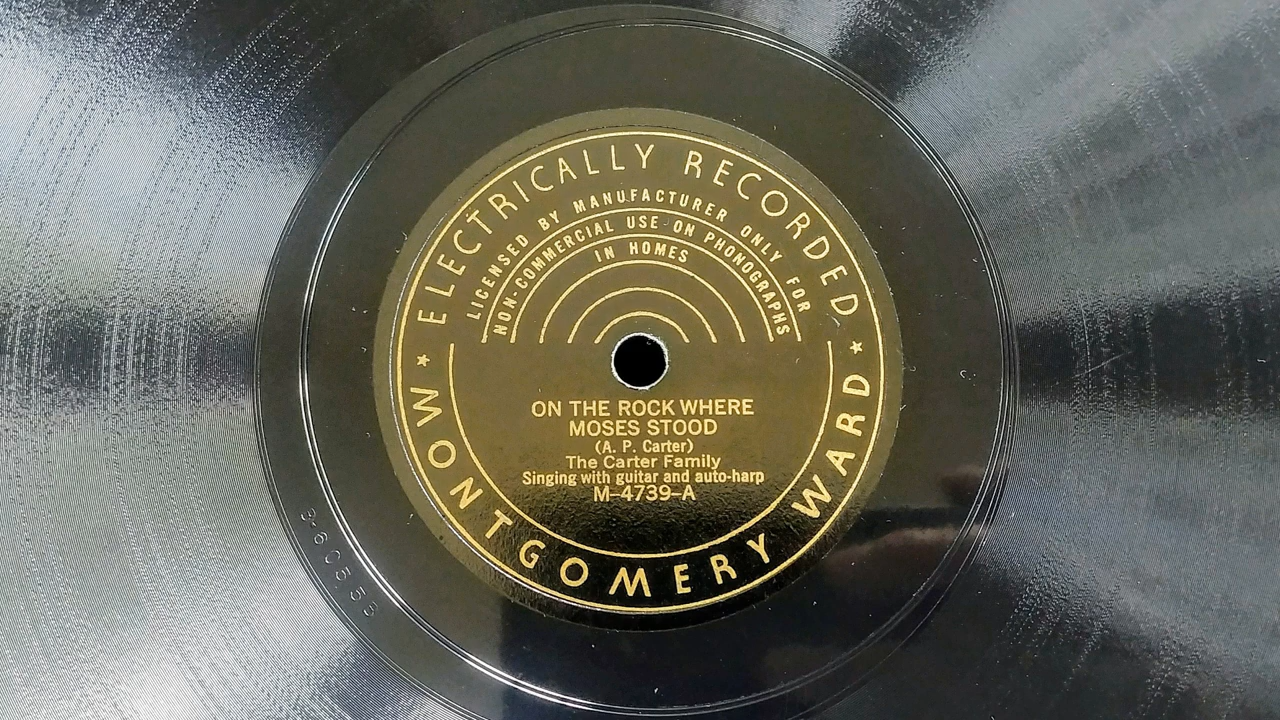 ELECTRICALLY RECORDED
LICENSED BY MANUFACTURER ONLY FOR
NON-COMMERCIAL USE ON PHONOGRAPHS
IN HOMES
ON THE ROCK WHERE
MOSES STOOD
(A. P. Carter)
The Carter Family
Singing with guitar and auto-harp
M-4739-A
* MONTGOMERY WARD *